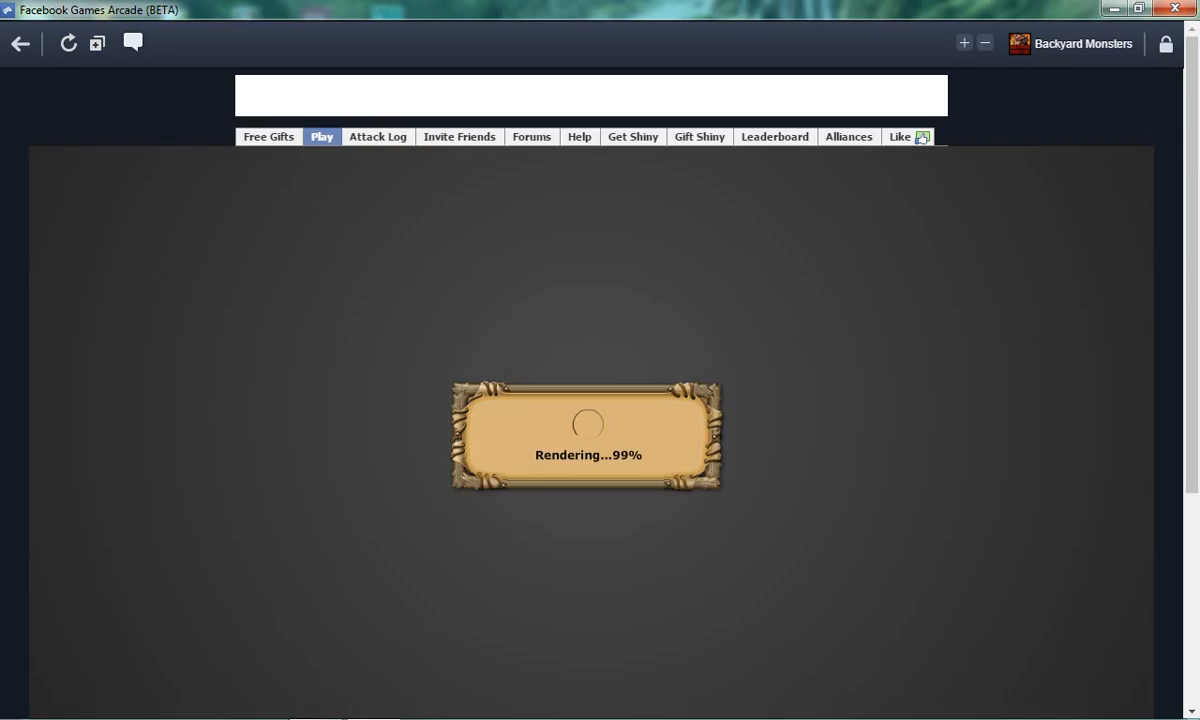 Facebook Games Arcade (BETA)
Backyard Monsters
Free Gifts Play Attack Log Invite Friends Forums Help Get Shiny Gift Shiny Leaderboard Alliances Like
Rendering...99%